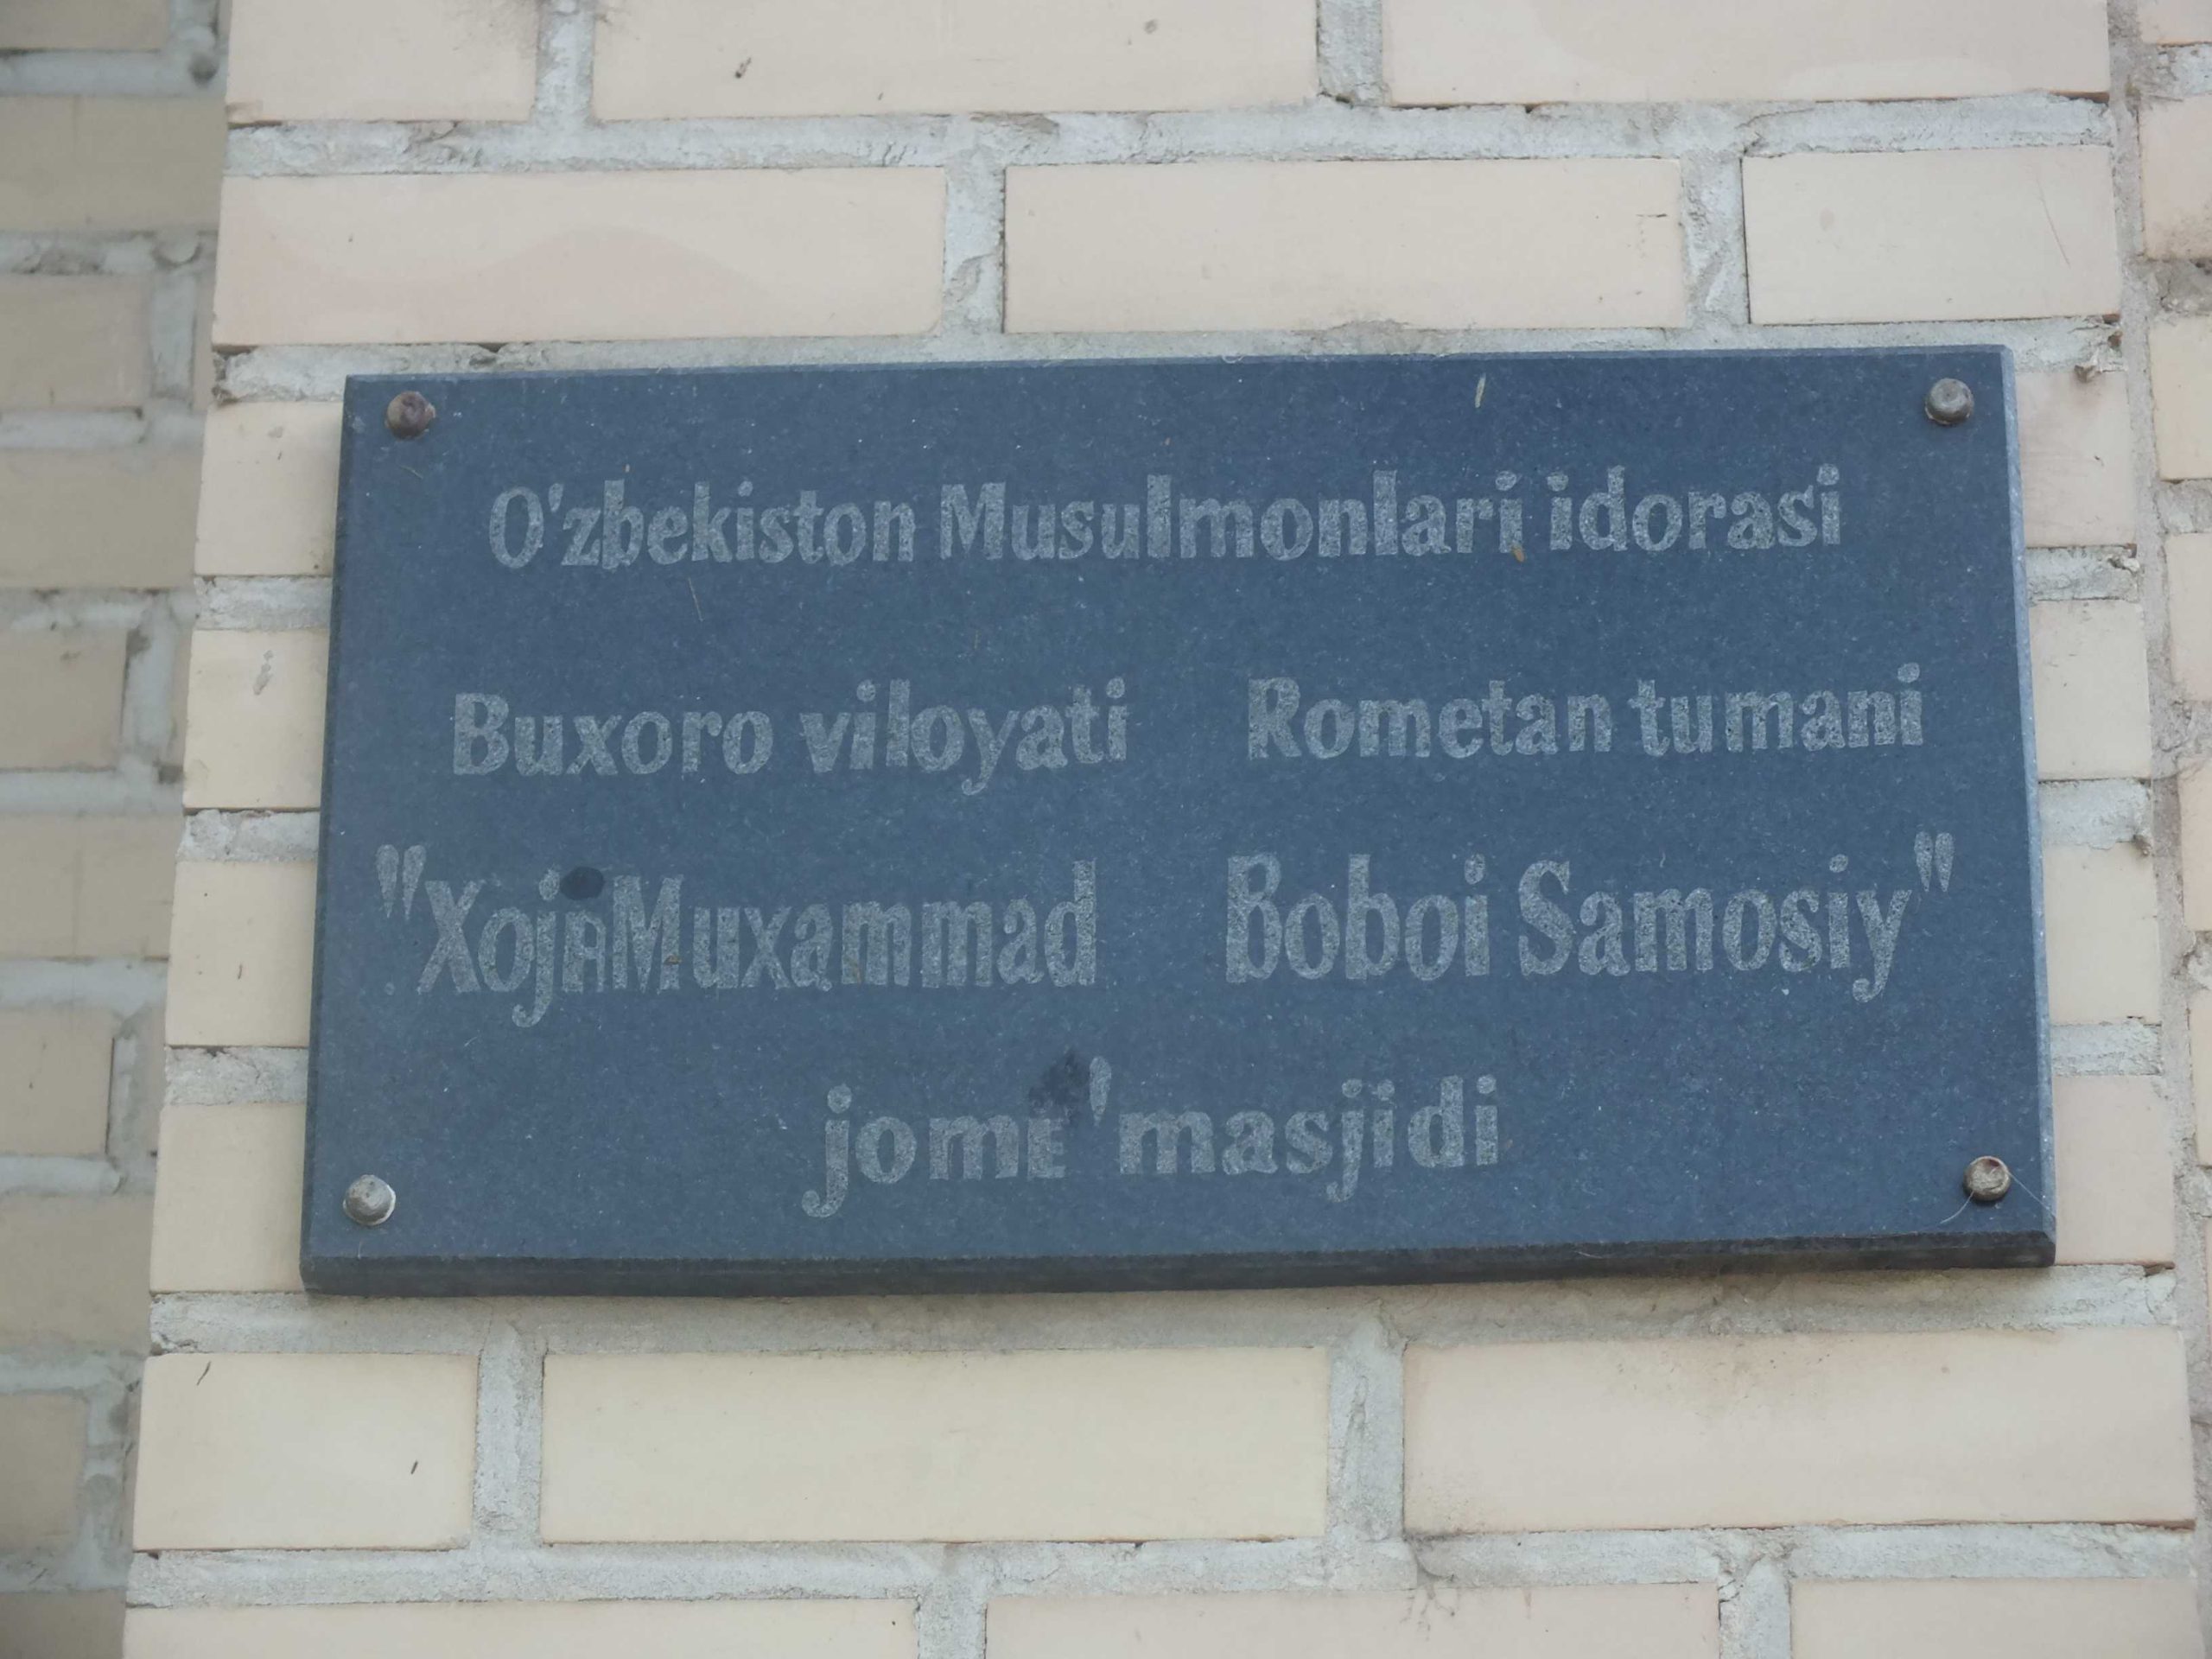 O'zbekiston Musulmonlari idorasi
Buxoro viloyati Rometan tumani
"XojAMuxammad Boboi Samosiy"
jomE'masjidi